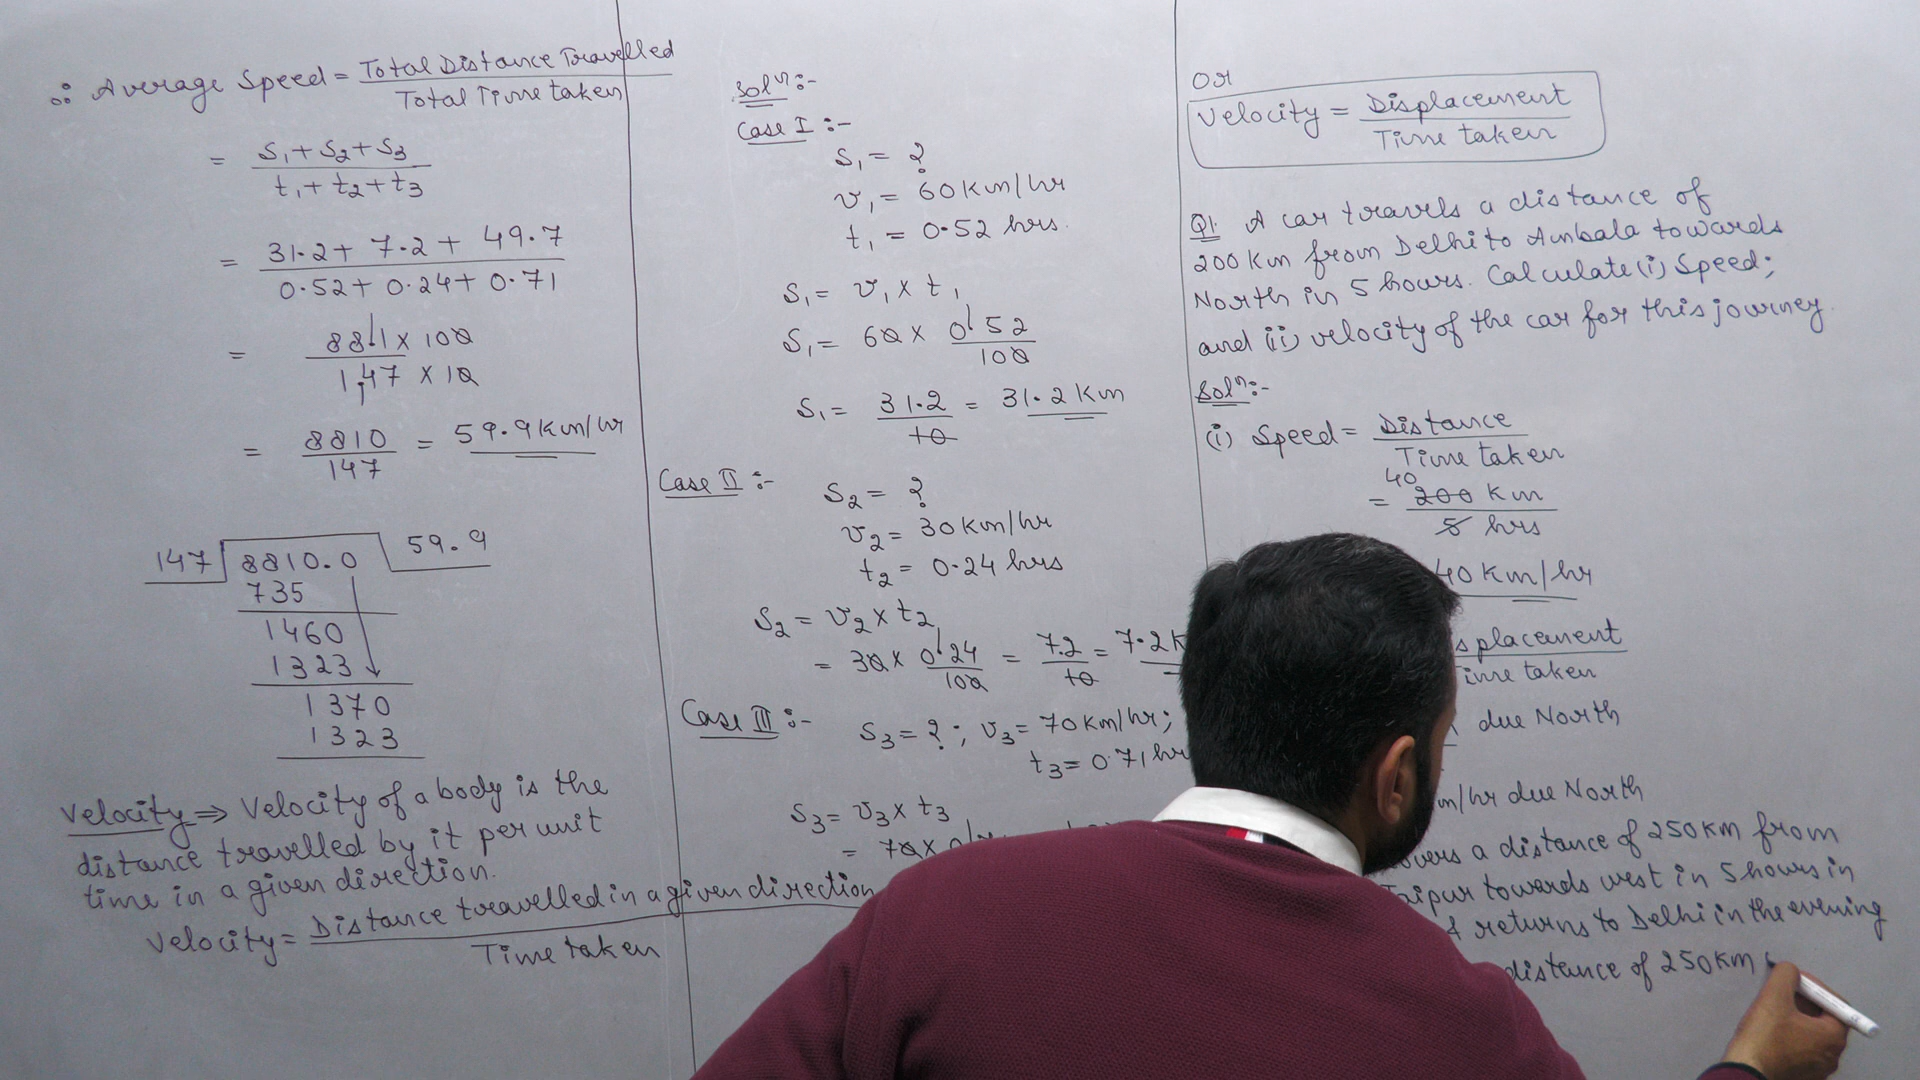 ∴ Average Speed = Total Distance Travelled
Total Time taken
= S₁ + S₂ + S₃
t₁ + t₂ + t₃
= 31.2 + 7.2 + 49.7
0.52 + 0.24 + 0.71
= 88.1 × 100
1.47 × 10
= 8810 = 59.9 km/hr
147
147 8810.0 59.9
735
1460
1323
1370
1323
Velocity ⇒ Velocity of a body is the
distance travelled by it per unit
time in a given direction.
Velocity = Distance travelled in a given direction
Time taken
Solⁿ:-
Case I :-
S₁ = ?
v₁ = 60 km/hr
t₁ = 0.52 hrs.
S₁ = v₁ × t₁
S₁ = 60 × 0.52
100
S₁ = 31.2 = 31.2 Km
10
Case II :-
S₂ = ?
v₂ = 30 km/hr
t₂ = 0.24 hrs
S₂ = v₂ × t₂
= 30 × 0.24 = 7.2 = 7.2 K
100 10
Case III :-
S₃ = ? ; v₃ = 70 km/hr;
t₃ = 0.71 hr
S₃ = v₃ × t₃
= 70 ×
Or
Velocity = Displacement
Time taken
Q1. A car travels a distance of
200 Km from Delhi to Ambala towards
North in 5 hours. Calculate (i) Speed;
and (ii) velocity of the car for this journey.
Solⁿ:-
(i) Speed = Distance
Time taken
40
= 200 Km
5 hrs
40 Km/hr
splacement
ime taken
due North
m/hr due North
overs a distance of 250 KM from
aipur towards west in 5 hours in
& returns to Delhi in the evening
distance of 250 KM